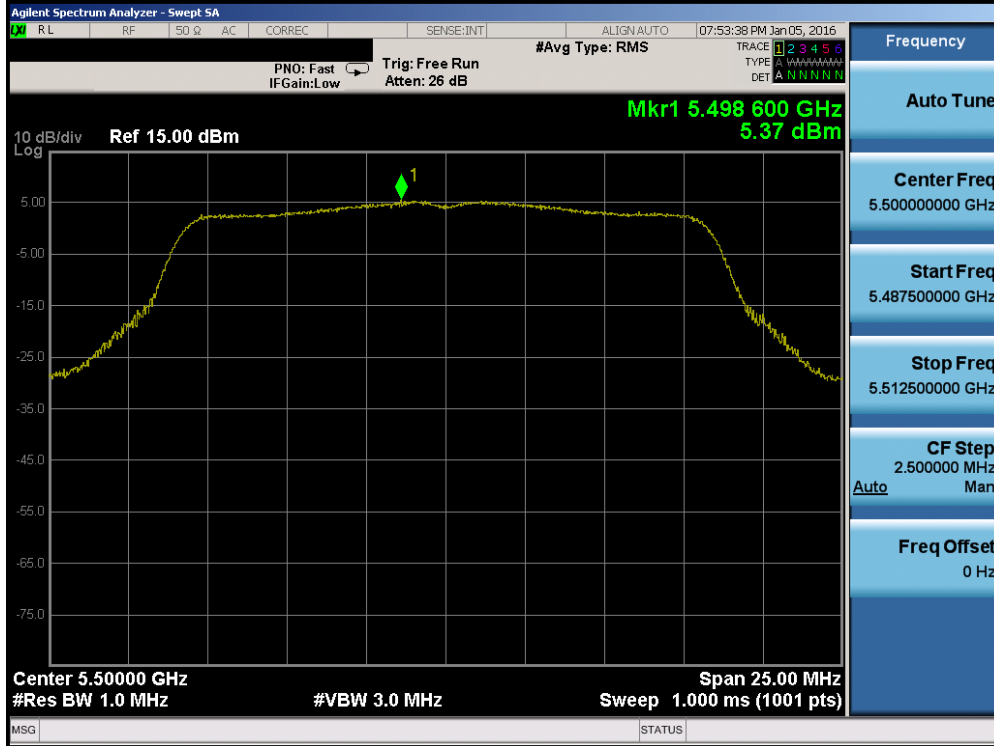 Agilent Spectrum Analyzer - Swept SA
LXI RL RF 50 Ω AC CORREC SENSE:INT ALIGN AUTO 07:53:38 PM Jan 05, 2016
#Avg Type: RMS TRACE 1 2 3 4 5 6
PNO: Fast Trig: Free Run TYPE A WWWWW
IFGain:Low Atten: 26 dB DET A N N N N N
Mkr1 5.498 600 GHz
5.37 dBm
10 dB/div Ref 15.00 dBm
Log
1
5.00
-5.00
-15.0
-25.0
-35.0
-45.0
-55.0
-65.0
-75.0
Center 5.50000 GHz Span 25.00 MHz
#Res BW 1.0 MHz #VBW 3.0 MHz Sweep 1.000 ms (1001 pts)
MSG STATUS
Frequency
Auto Tune
Center Freq
5.500000000 GHz
Start Freq
5.487500000 GHz
Stop Freq
5.512500000 GHz
CF Step
2.500000 MHz
Auto Man
Freq Offset
0 Hz